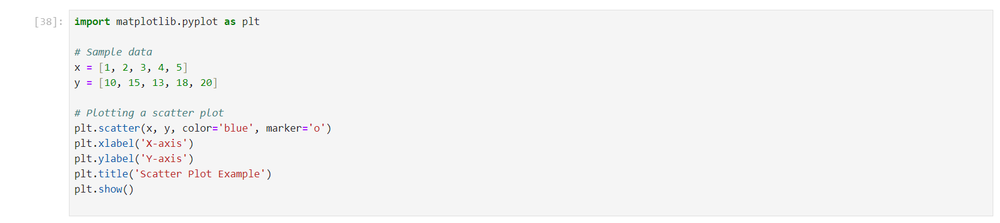 [38]: import matplotlib.pyplot as plt
# Sample data
x = [1, 2, 3, 4, 5]
y = [10, 15, 13, 18, 20]
# Plotting a scatter plot
plt.scatter(x, y, color='blue', marker='o')
plt.xlabel('X-axis')
plt.ylabel('Y-axis')
plt.title('Scatter Plot Example')
plt.show()